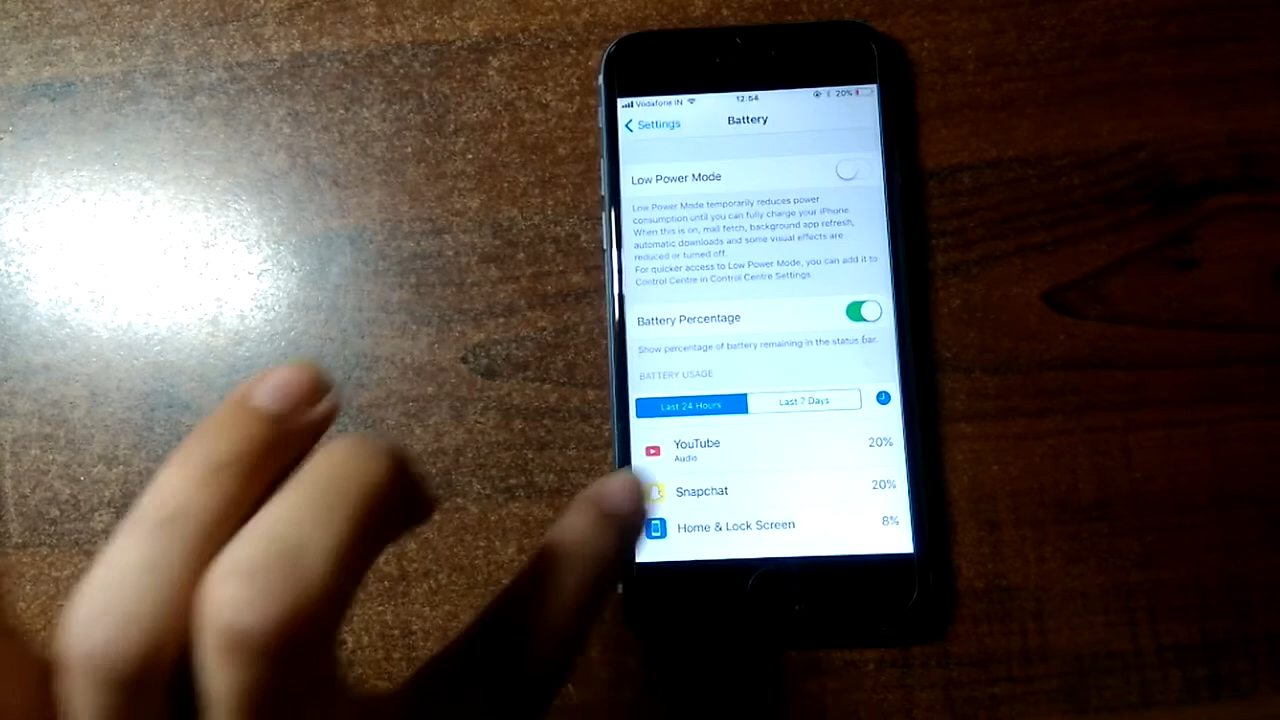 Vodafone IN 12:54 20%
Settings Battery
Low Power Mode
Low Power Mode temporarily reduces power
consumption until you can fully charge your iPhone.
When this is on, mail fetch, background app refresh,
automatic downloads and some visual effects are
reduced or turned off.
For quicker access to Low Power Mode, you can add it to
Control Centre in Control Centre Settings.
Battery Percentage
Show percentage of battery remaining in the status bar.
BATTERY USAGE
Last 24 Hours Last 7 Days
YouTube 20%
Audio
Snapchat 20%
Home & Lock Screen 8%